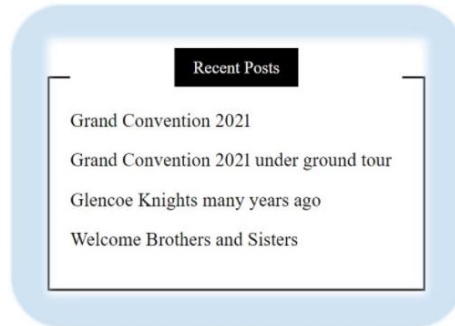 Recent Posts
Grand Convention 2021
Grand Convention 2021 under ground tour
Glencoe Knights many years ago
Welcome Brothers and Sisters